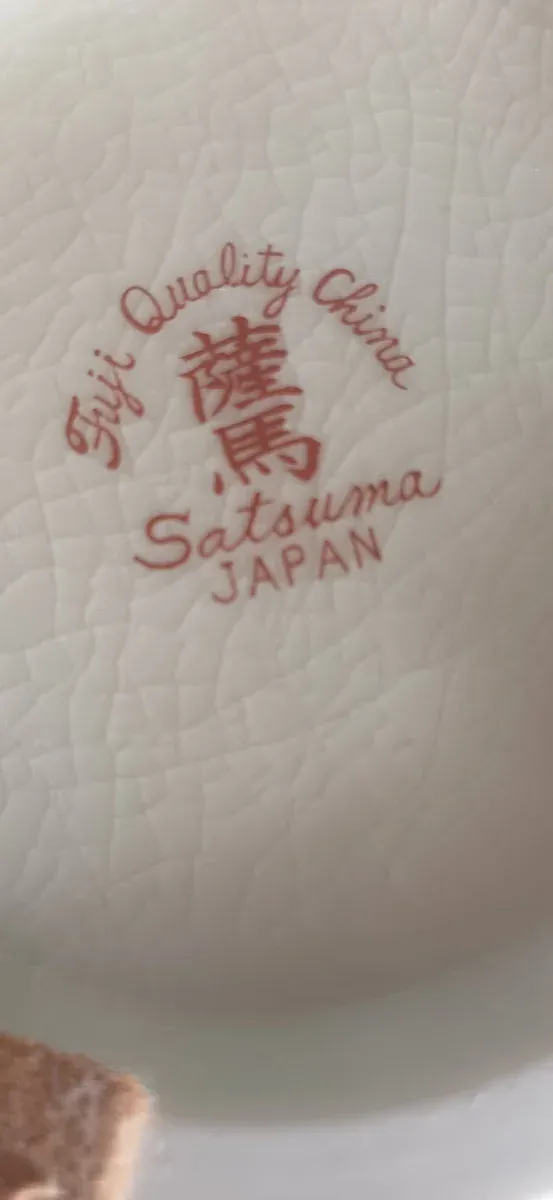 Fuji Quality China
薩
馬
Satsuma
JAPAN